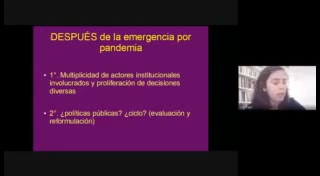 DESPUÉS de la emergencia por
pandemia
• 1°. Multiplicidad de actores institucionales
involucrados y proliferación de decisiones
diversas
• 2°. ¿políticas públicas? ¿ciclo? (evaluación y
reformulación)